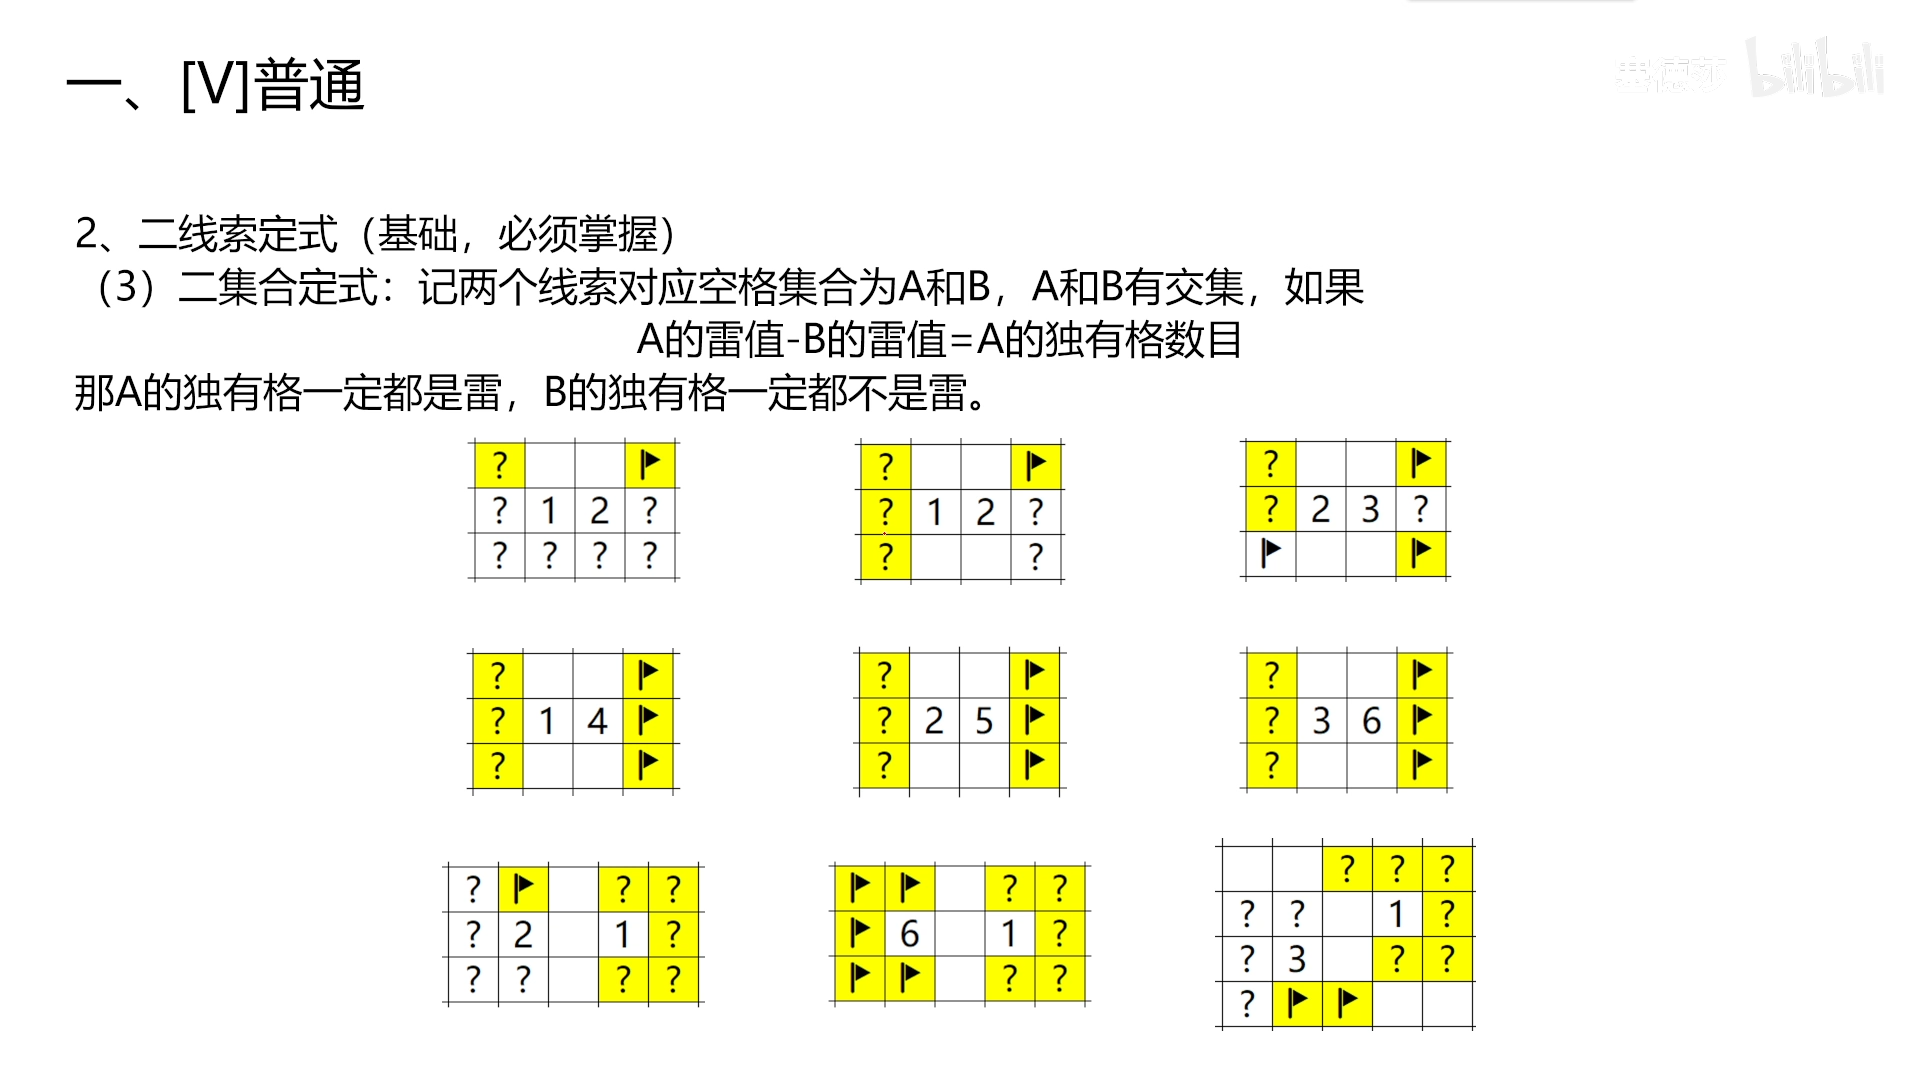 一、[V]普通
bilibili
2、二线索定式（基础，必须掌握）
（3）二集合定式：记两个线索对应空格集合为A和B，A和B有交集，如果
A的雷值-B的雷值=A的独有格数目
那A的独有格一定都是雷，B的独有格一定都不是雷。
?
? 1 2 ?
? ? ? ?
?
? 1 2 ?
? ?
?
? 2 3 ?
?
? 1 4
?
?
? 2 5
?
?
? 3 6
?
? ? ?
? 2 1 ?
? ? ? ?
? ?
6 1 ?
? ?
? ? ?
? ? 1 ?
? 3 ? ?
?